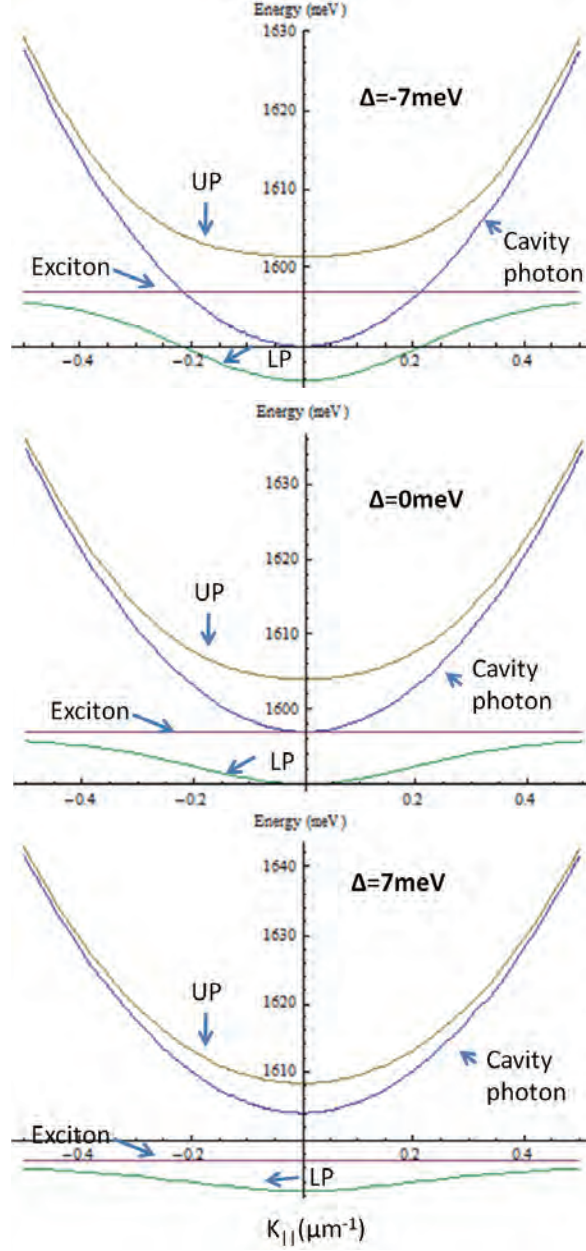 Energy (meV)
1630
Δ=-7meV
1620
1610
UP
Cavity
photon
Exciton
1600
−0.4
−0.2
LP
0.2
0.4
Energy (meV)
1630
Δ=0meV
1620
UP
1610
Cavity
photon
Exciton
1600
LP
−0.4
−0.2
0.2
0.4
Energy (meV)
1640
Δ=7meV
1630
UP
1620
Cavity
photon
1610
Exciton
−0.4
−0.2
0.2
0.4
LP
K||(μm⁻¹)